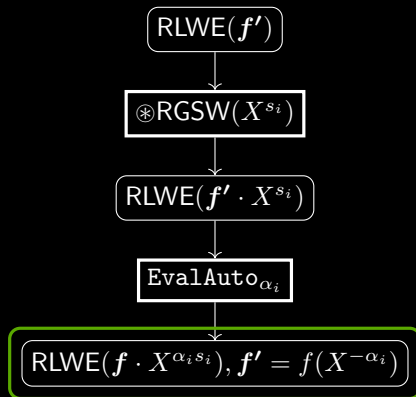 RLWE(f′)
⊛RGSW(X^{s_i})
RLWE(f′ · X^{s_i})
EvalAuto_{α_i}
RLWE(f · X^{α_i s_i}), f′ = f(X^{−α_i})